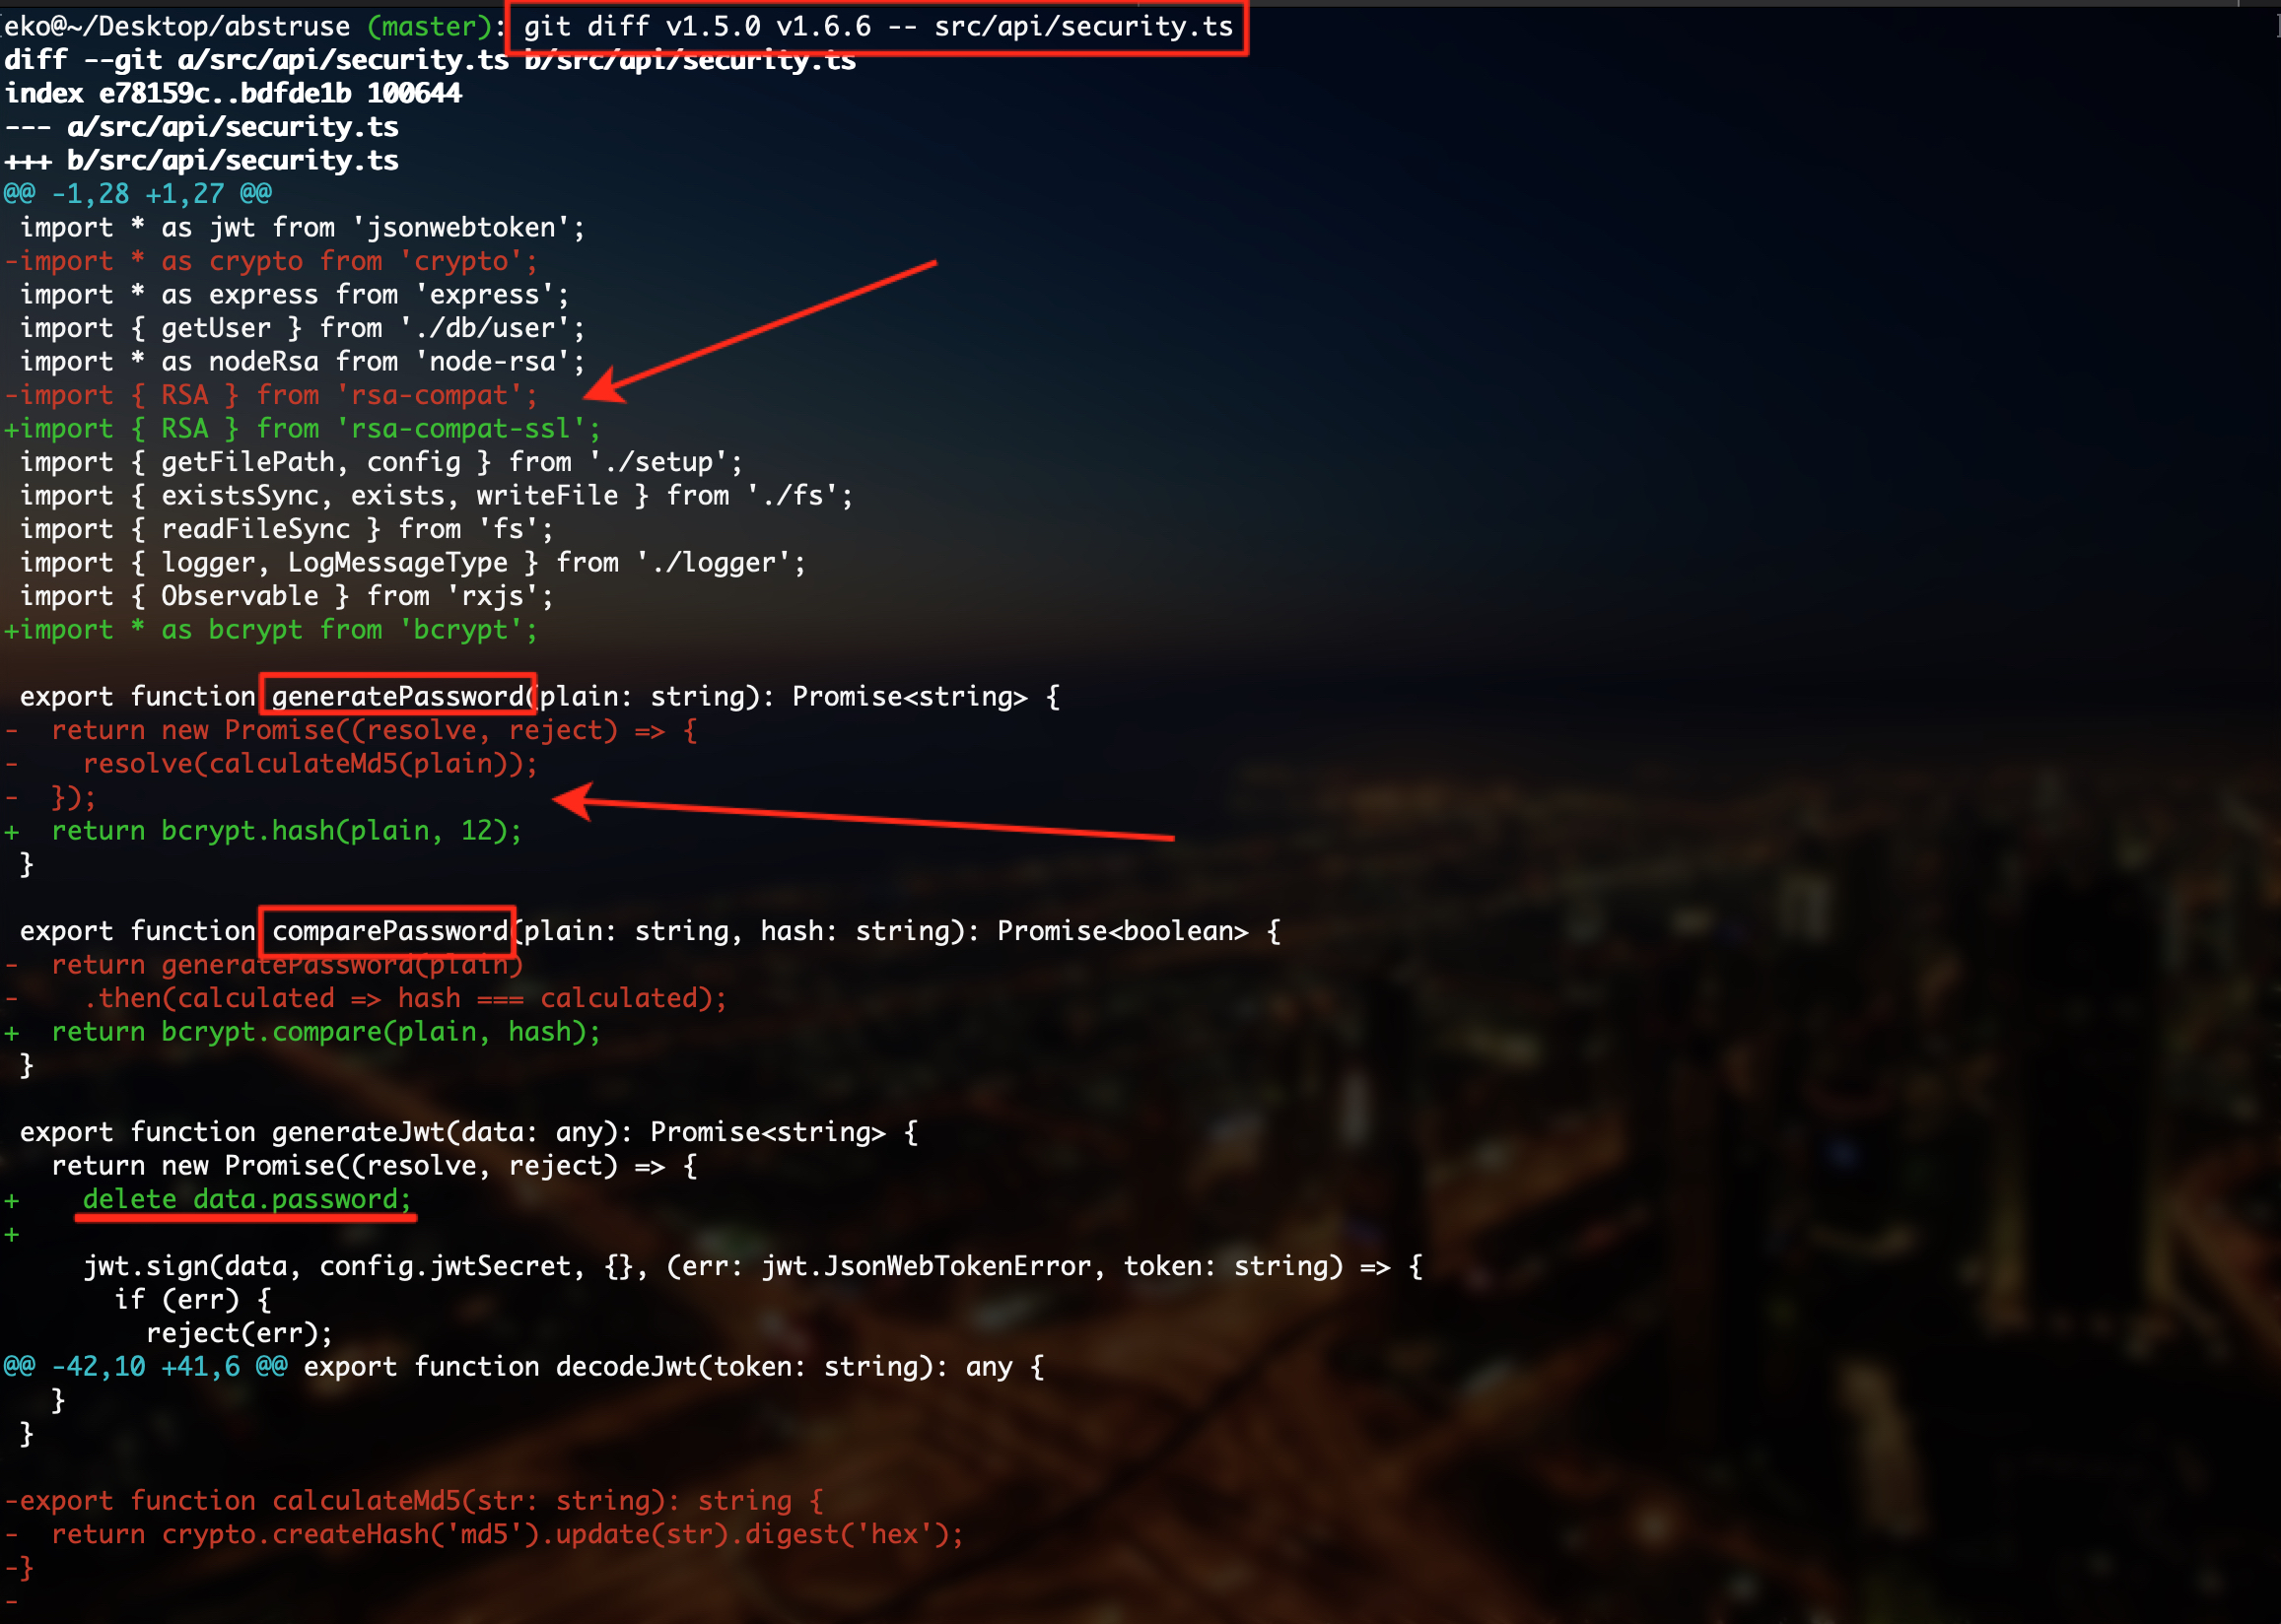 eko@~/Desktop/abstruse (master): git diff v1.5.0 v1.6.6 -- src/api/security.ts
diff --git a/src/api/security.ts b/src/api/security.ts
index e78159c..bdfde1b 100644
--- a/src/api/security.ts
+++ b/src/api/security.ts
@@ -1,28 +1,27 @@
 import * as jwt from 'jsonwebtoken';
-import * as crypto from 'crypto';
 import * as express from 'express';
 import { getUser } from './db/user';
 import * as nodeRsa from 'node-rsa';
-import { RSA } from 'rsa-compat';
+import { RSA } from 'rsa-compat-ssl';
 import { getFilePath, config } from './setup';
 import { existsSync, exists, writeFile } from './fs';
 import { readFileSync } from 'fs';
 import { logger, LogMessageType } from './logger';
 import { Observable } from 'rxjs';
+import * as bcrypt from 'bcrypt';
 export function generatePassword(plain: string): Promise<string> {
-  return new Promise((resolve, reject) => {
-    resolve(calculateMd5(plain));
-  });
+  return bcrypt.hash(plain, 12);
 }
 export function comparePassword(plain: string, hash: string): Promise<boolean> {
-  return generatePassword(plain)
-    .then(calculated => hash === calculated);
+  return bcrypt.compare(plain, hash);
 }
 export function generateJwt(data: any): Promise<string> {
   return new Promise((resolve, reject) => {
+    delete data.password;
+
     jwt.sign(data, config.jwtSecret, {}, (err: jwt.JsonWebTokenError, token: string) => {
       if (err) {
         reject(err);
@@ -42,10 +41,6 @@ export function decodeJwt(token: string): any {
   }
 }
-export function calculateMd5(str: string): string {
-  return crypto.createHash('md5').update(str).digest('hex');
-}
-